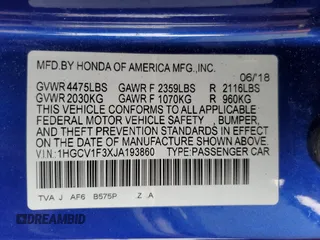 MFD.BY HONDA OF AMERICA MFG.,INC.
06/18
GVWR 4475LBS GAWR F 2359LBS R 2116LBS
GVWR 2030KG GAWR F 1070KG R 960KG
THIS VEHICLE CONFORMS TO ALL APPLICABLE
FEDERAL MOTOR VEHICLE SAFETY, BUMPER,
AND THEFT PREVENTION STANDARDS IN EFFECT
ON THE DATE OF MANUFACTURE SHOWN ABOVE.
VIN:1HGCV1F3XJA193860 TYPE:PASSENGER CAR
TVA J AF6 B575P Z A
DREAMBID